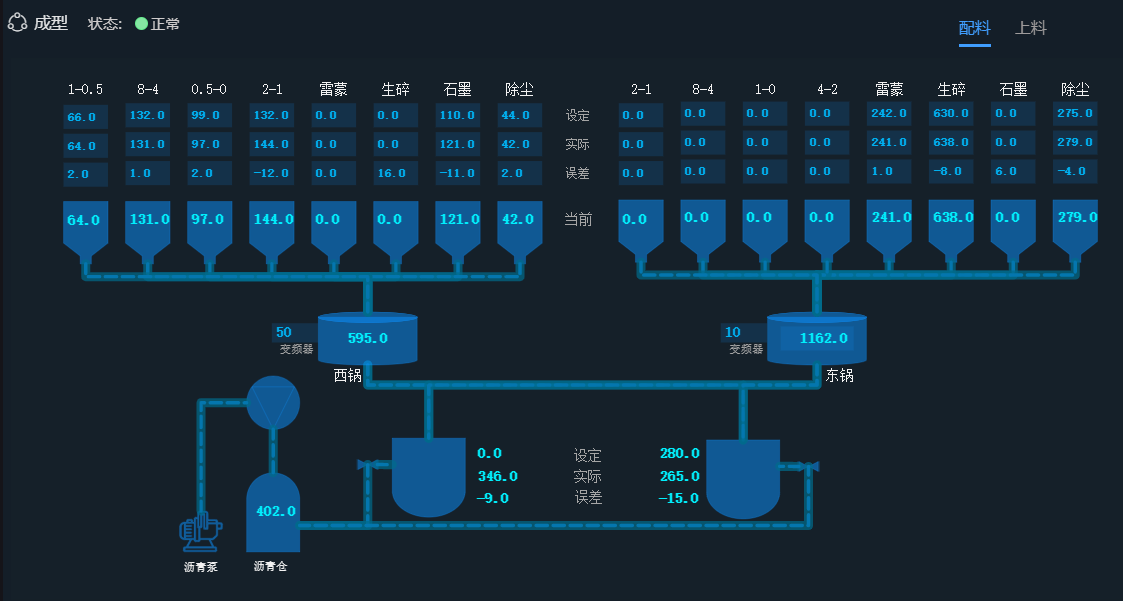 成型 状态: 正常
配料 上料
1-0.5 8-4 0.5-0 2-1 雷蒙 生碎 石墨 除尘 2-1 8-4 1-0 4-2 雷蒙 生碎 石墨 除尘
66.0 132.0 99.0 132.0 0.0 0.0 110.0 44.0 设定 0.0 0.0 0.0 0.0 242.0 630.0 0.0 275.0
64.0 131.0 97.0 144.0 0.0 0.0 121.0 42.0 实际 0.0 0.0 0.0 0.0 241.0 638.0 0.0 279.0
2.0 1.0 2.0 -12.0 0.0 16.0 -11.0 2.0 误差 0.0 0.0 0.0 0.0 1.0 -8.0 6.0 -4.0
64.0 131.0 97.0 144.0 0.0 0.0 121.0 42.0 当前 0.0 0.0 0.0 0.0 241.0 638.0 0.0 279.0
50 595.0 10 1162.0
变频器 变频器
西锅 东锅
0.0 设定 280.0
346.0 实际 265.0
-9.0 误差 -15.0
402.0
沥青泵 沥青仓